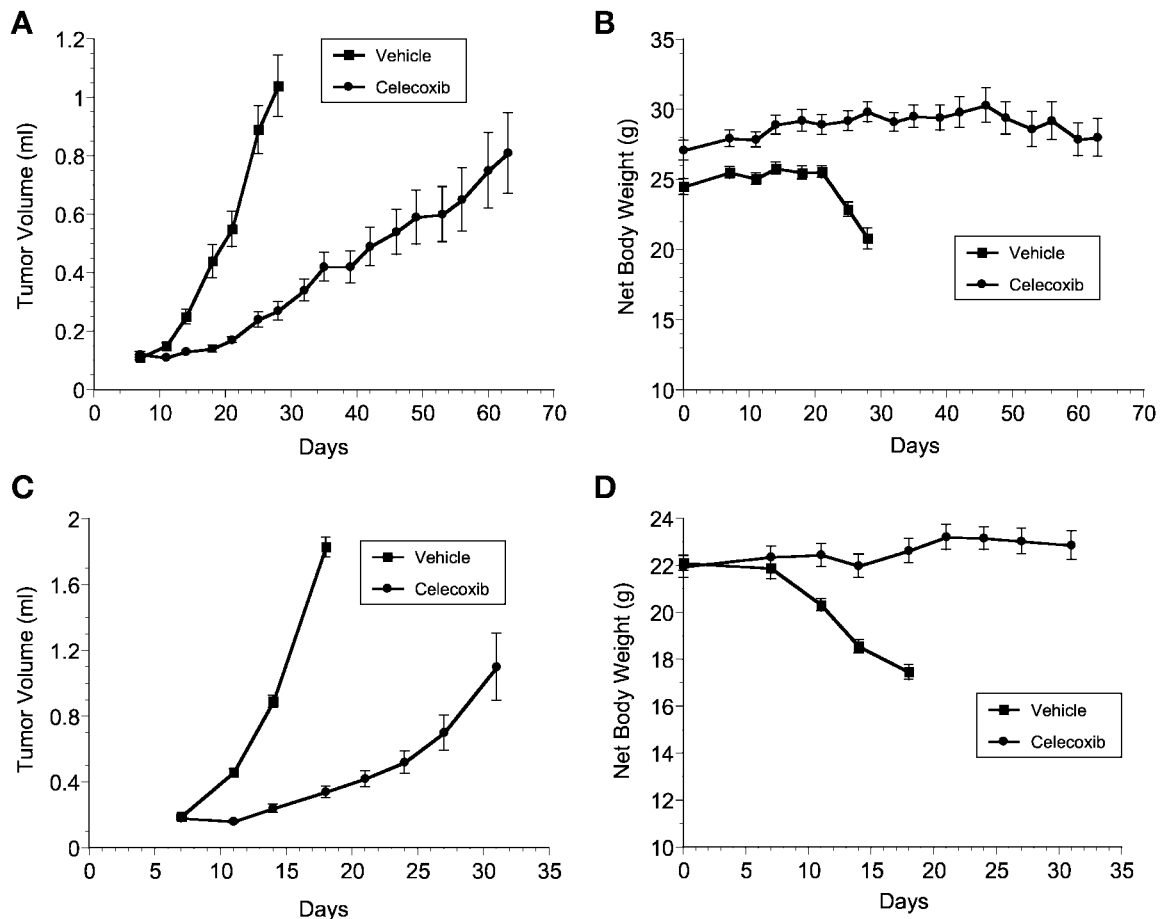 A
Tumor Volume (ml)
1.2
1
0.8
0.6
0.4
0.2
0
0 10 20 30 40 50 60 70
Days
Vehicle
Celecoxib
B
Net Body Weight (g)
35
30
25
20
15
10
0 10 20 30 40 50 60 70
Days
Vehicle
Celecoxib
C
Tumor Volume (ml)
2
1.6
1.2
0.8
0.4
0
0 5 10 15 20 25 30 35
Days
Vehicle
Celecoxib
D
Net Body Weight (g)
24
22
20
18
16
14
12
10
0 5 10 15 20 25 30 35
Days
Vehicle
Celecoxib